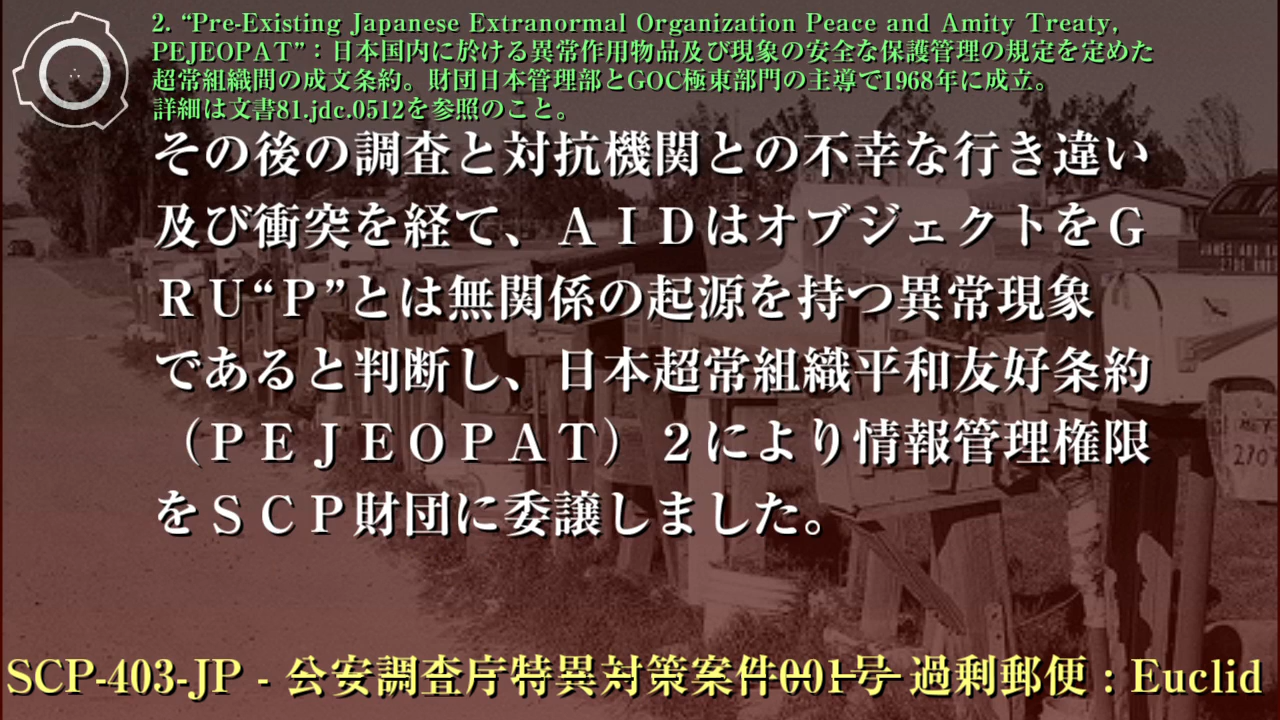 2. “Pre-Existing Japanese Extranormal Organization Peace and Amity Treaty,
PEJEOPAT”：日本国内に於ける異常作用物品及び現象の安全な保護管理の規定を定めた
超常組織間の成文条約。財団日本管理部とGOC極東部門の主導で1968年に成立。
詳細は文書81.jdc.0512を参照のこと。
その後の調査と対抗機関との不幸な行き違い
及び衝突を経て、ＡＩＤはオブジェクトをＧ
ＲＵ“Ｐ”とは無関係の起源を持つ異常現象
であると判断し、日本超常組織平和友好条約
（ＰＥＪＥＯＰＡＴ）２により情報管理権限
をＳＣＰ財団に委譲しました。
SCP-403-JP - 公安調査庁特異対策案件001号 過剰郵便：Euclid